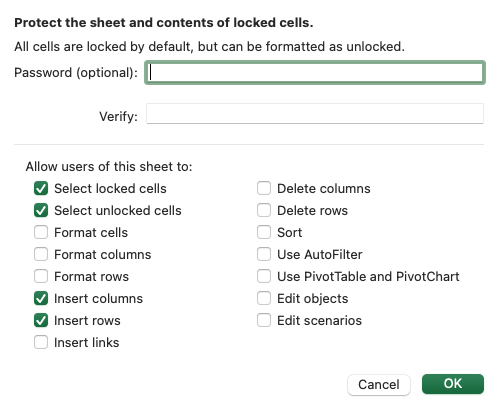 Protect the sheet and contents of locked cells.
All cells are locked by default, but can be formatted as unlocked.
Password (optional):
Verify:
Allow users of this sheet to:
Select locked cells
Select unlocked cells
Format cells
Format columns
Format rows
Insert columns
Insert rows
Insert links
Delete columns
Delete rows
Sort
Use AutoFilter
Use PivotTable and PivotChart
Edit objects
Edit scenarios
Cancel
OK